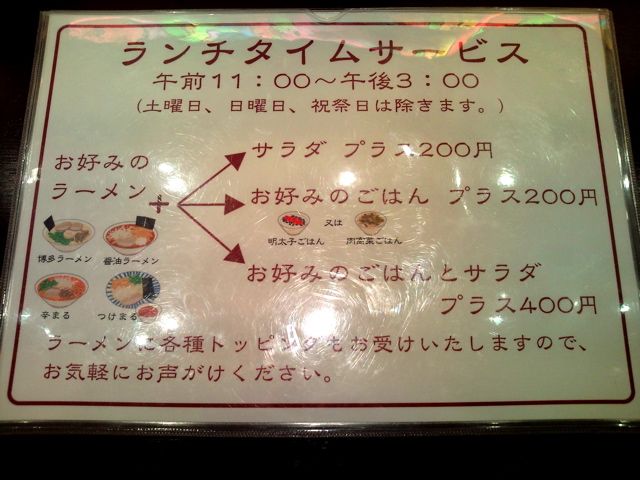 ランチタイムサービス
午前11:00～午後3:00
(土曜日、日曜日、祝祭日は除きます。)
お好みの
ラーメン +
サラダ プラス200円
お好みのごはん プラス200円
又は
明太子ごはん 肉高菜ごはん
お好みのごはんとサラダ
プラス400円
博多ラーメン 醤油ラーメン
辛まる つけまる
ラーメンに各種トッピングもお受けいたしますので、
お気軽にお声がけください。